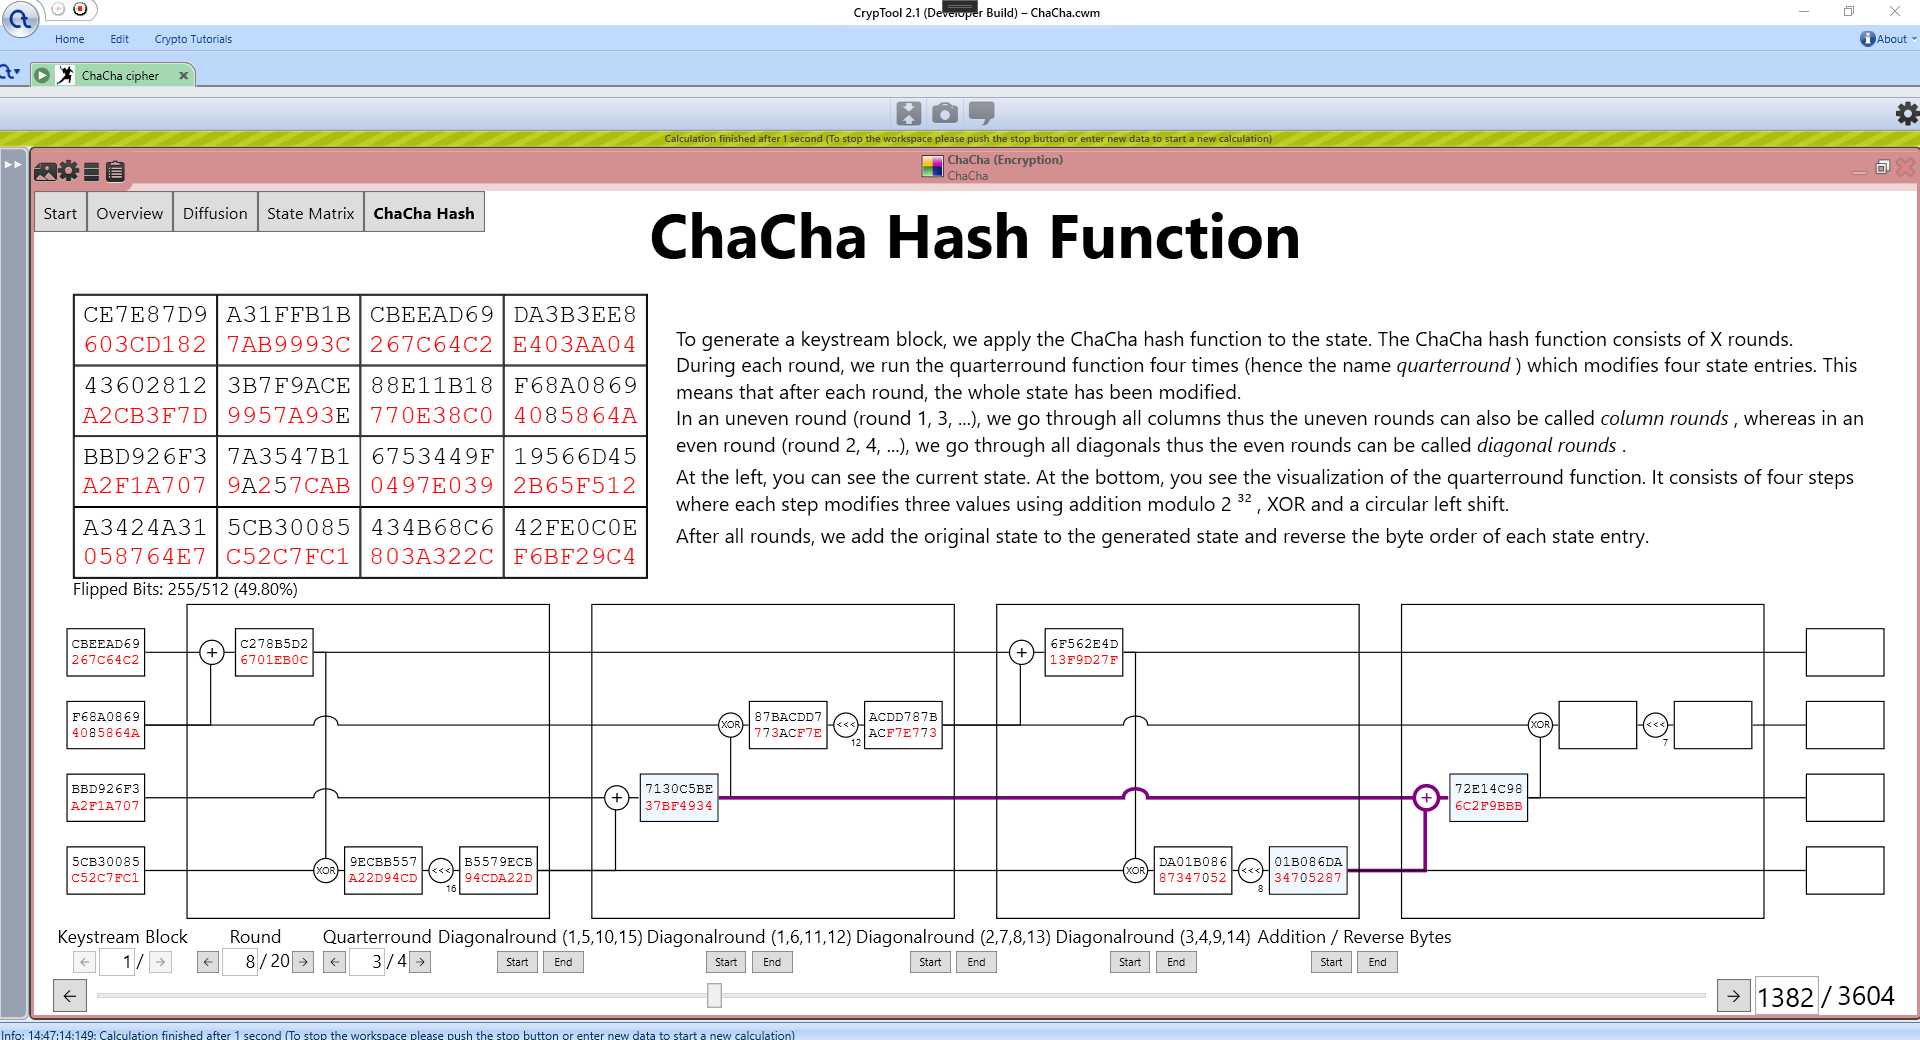 CrypTool 2.1 (Developer Build) – ChaCha.cwm
Home Edit Crypto Tutorials
About
ChaCha cipher
Calculation finished after 1 second (To stop the workspace please push the stop button or enter new data to start a new calculation)
ChaCha (Encryption)
ChaCha
Start Overview Diffusion State Matrix ChaCha Hash
ChaCha Hash Function
CE7E87D9 A31FFB1B CBEEAD69 DA3B3EE8
603CD182 7AB9993C 267C64C2 E403AA04
43602812 3B7F9ACE 88E11B18 F68A0869
A2CB3F7D 9957A93E 770E38C0 4085864A
BBD926F3 7A3547B1 6753449F 19566D45
A2F1A707 9A257CAB 0497E039 2B65F512
A3424A31 5CB30085 434B68C6 42FE0C0E
058764E7 C52C7FC1 803A322C F6BF29C4
Flipped Bits: 255/512 (49.80%)
To generate a keystream block, we apply the ChaCha hash function to the state. The ChaCha hash function consists of X rounds.
During each round, we run the quarterround function four times (hence the name quarterround ) which modifies four state entries. This
means that after each round, the whole state has been modified.
In an uneven round (round 1, 3, ...), we go through all columns thus the uneven rounds can also be called column rounds , whereas in an
even round (round 2, 4, ...), we go through all diagonals thus the even rounds can be called diagonal rounds .
At the left, you can see the current state. At the bottom, you see the visualization of the quarterround function. It consists of four steps
where each step modifies three values using addition modulo 2 ³² , XOR and a circular left shift.
After all rounds, we add the original state to the generated state and reverse the byte order of each state entry.
CBEEAD69 + C278B5D2 + 6F562E4D
267C64C2 6701EB0C 13F9D27F
F68A0869 XOR 87BACDD7 <<< ACDD787B XOR <<<
4085864A 773ACF7E 12 ACF7E773 7
BBD926F3 + 7130C5BE + 72E14C98
A2F1A707 37BF4934 6C2F9BBB
5CB30085 XOR 9ECBB557 <<< B5579ECB XOR DA01B086 <<< 01B086DA
C52C7FC1 A22D94CD 16 94CDA22D 87347052 8 34705287
Keystream Block Round Quarterround Diagonalround (1,5,10,15) Diagonalround (1,6,11,12) Diagonalround (2,7,8,13) Diagonalround (3,4,9,14) Addition / Reverse Bytes
← 1 / → ← 8 / 20 → ← 3 / 4 → Start End Start End Start End Start End Start End
← → 1382 / 3604
Info: 14:47:14:149: Calculation finished after 1 second (To stop the workspace please push the stop button or enter new data to start a new calculation)